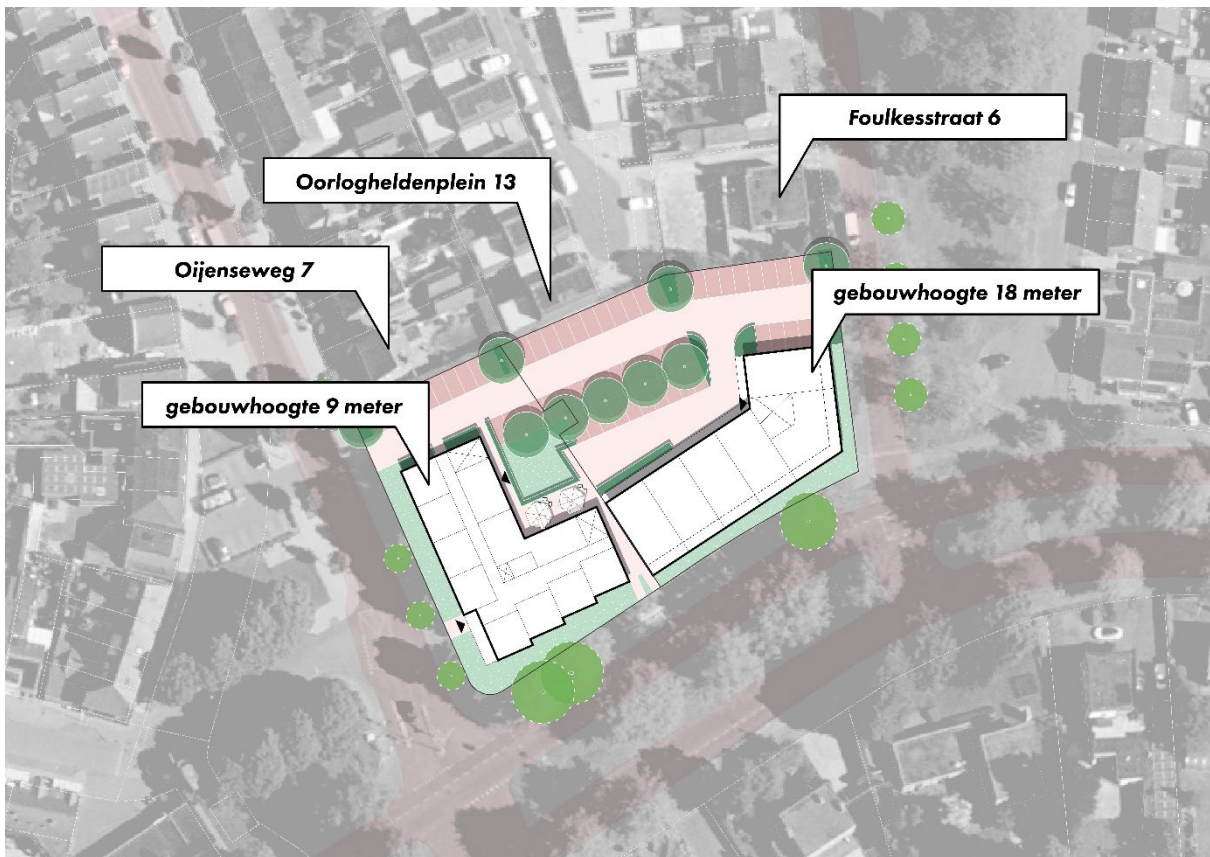 Foulkesstraat 6
Oorlogheldenplein 13
Oijenseweg 7
gebouwhoogte 18 meter
gebouwhoogte 9 meter